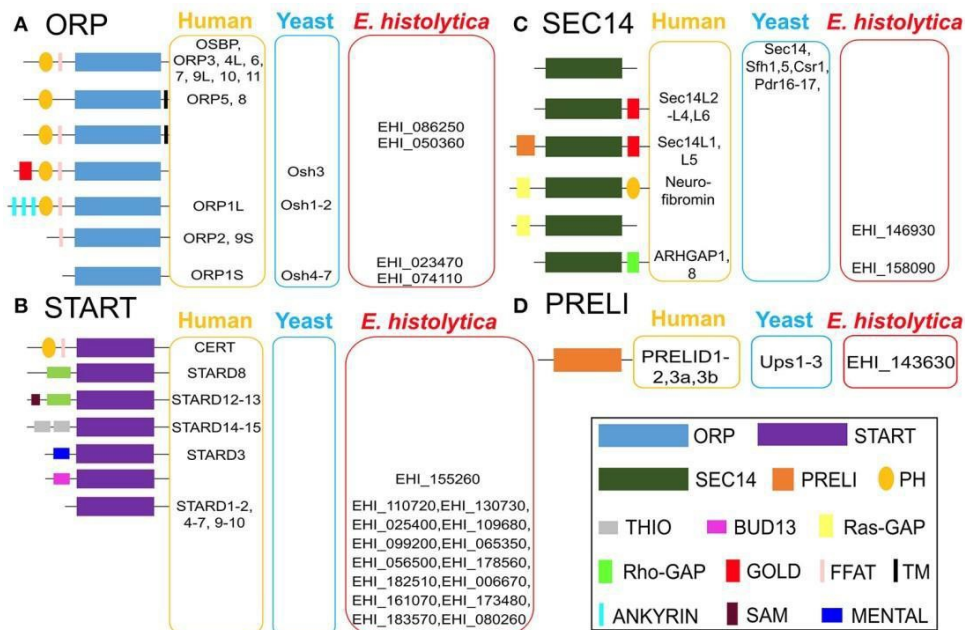 A ORP Human Yeast E. histolytica
OSBP,
ORP3, 4L, 6,
7, 9L, 10, 11
ORP5, 8
EHI_086250
EHI_050360
Osh3
ORP1L Osh1-2
ORP2, 9S
ORP1S Osh4-7
EHI_023470
EHI_074110
B START Human Yeast E. histolytica
CERT
STARD8
STARD12-13
STARD14-15
STARD3
EHI_155260
STARD1-2,
4-7, 9-10
EHI_110720,EHI_130730,
EHI_025400,EHI_109680,
EHI_099200,EHI_065350,
EHI_056500,EHI_178560,
EHI_182510,EHI_006670,
EHI_161070,EHI_173480,
EHI_183570,EHI_080260
C SEC14 Human Yeast E. histolytica
Sec14,
Sfh1,5,Csr1,
Pdr16-17,
Sec14L2
-L4,L6
Sec14L1,
L5
Neuro-
fibromin
EHI_146930
ARHGAP1,
8
EHI_158090
D PRELI Human Yeast E. histolytica
PRELID1-
2,3a,3b
Ups1-3
EHI_143630
ORP START
SEC14 PRELI PH
THIO BUD13 Ras-GAP
Rho-GAP GOLD FFAT TM
ANKYRIN SAM MENTAL